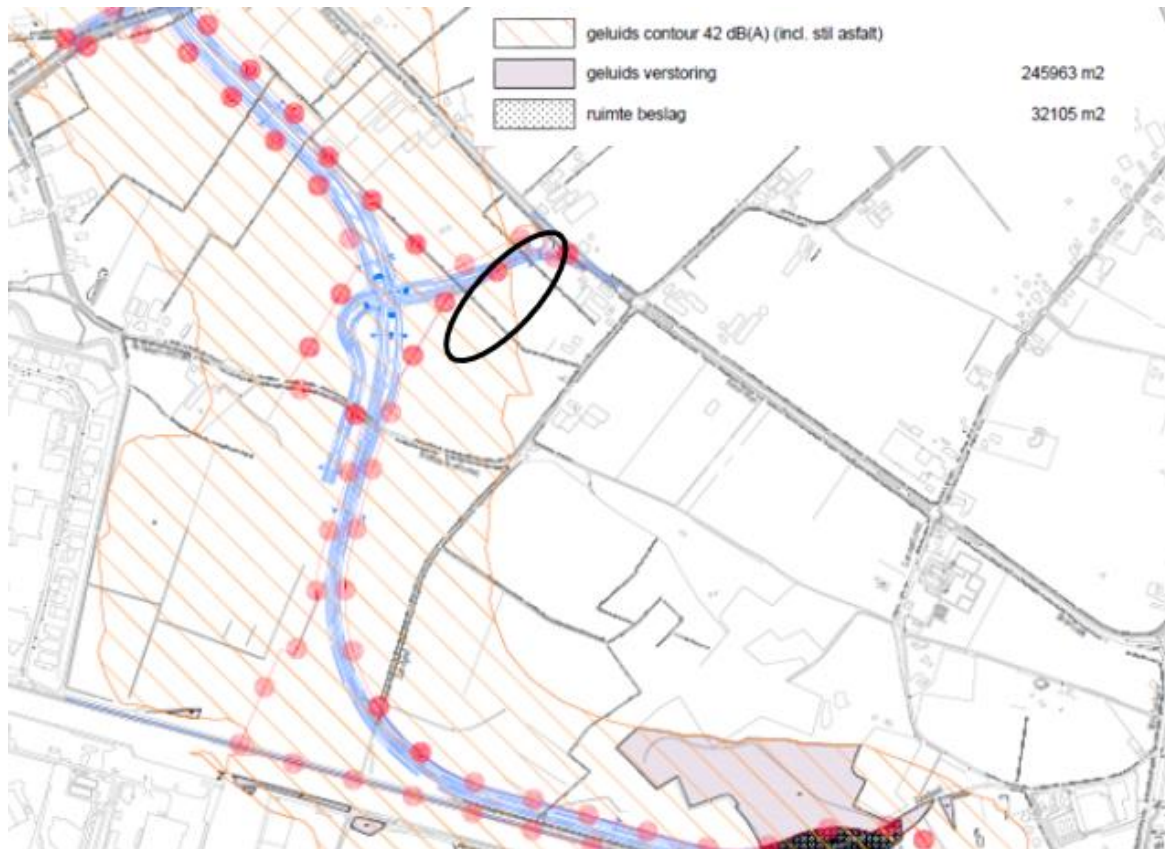 geluids contour 42 dB(A) (incl. stil asfalt)
geluids verstoring 245963 m2
ruimte beslag 32105 m2